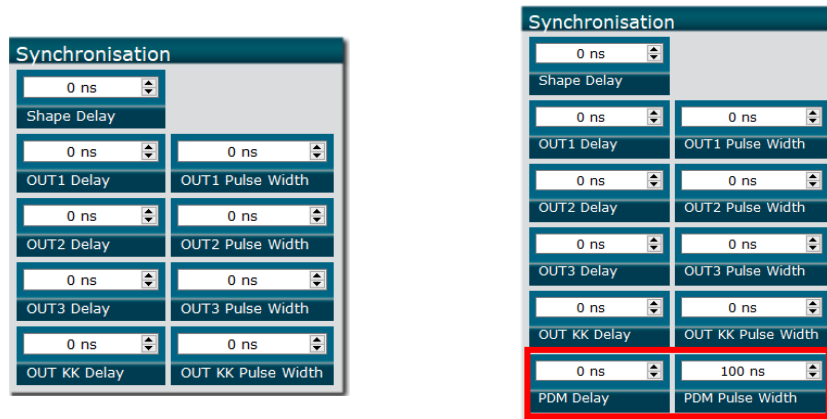 Synchronisation
0 ns
Shape Delay
0 ns 0 ns
OUT1 Delay OUT1 Pulse Width
0 ns 0 ns
OUT2 Delay OUT2 Pulse Width
0 ns 0 ns
OUT3 Delay OUT3 Pulse Width
0 ns 0 ns
OUT KK Delay OUT KK Pulse Width
Synchronisation
0 ns
Shape Delay
0 ns 0 ns
OUT1 Delay OUT1 Pulse Width
0 ns 0 ns
OUT2 Delay OUT2 Pulse Width
0 ns 0 ns
OUT3 Delay OUT3 Pulse Width
0 ns 0 ns
OUT KK Delay OUT KK Pulse Width
0 ns 100 ns
PDM Delay PDM Pulse Width